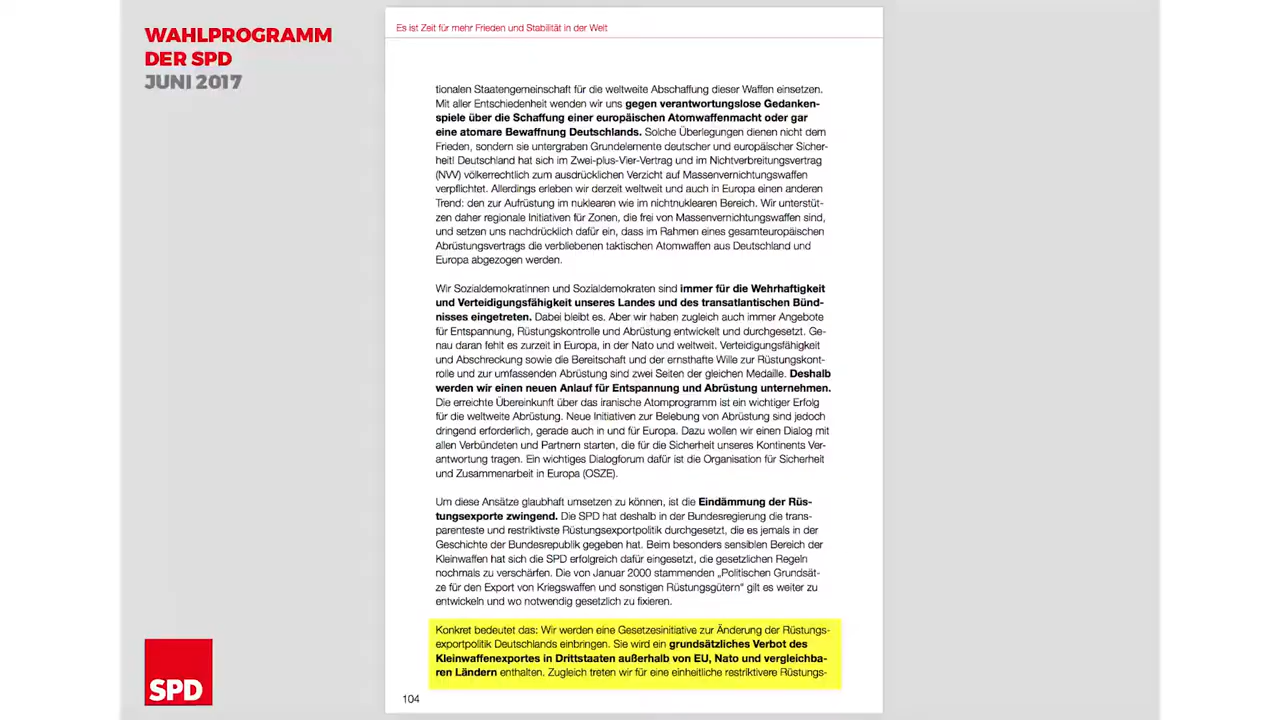 WAHLPROGRAMM
DER SPD
JUNI 2017
Es ist Zeit für mehr Frieden und Stabilität in der Welt
tionalen Staatengemeinschaft für die weltweite Abschaffung dieser Waffen einsetzen.
Mit aller Entschiedenheit wenden wir uns gegen verantwortungslose Gedanken-
spiele über die Schaffung einer europäischen Atomwaffenmacht oder gar
eine atomare Bewaffnung Deutschlands. Solche Überlegungen dienen nicht dem
Frieden, sondern sie untergraben Grundelemente deutscher und europäischer Sicher-
heit! Deutschland hat sich im Zwei-plus-Vier-Vertrag und im Nichtverbreitungsvertrag
(NVV) völkerrechtlich zum ausdrücklichen Verzicht auf Massenvernichtungswaffen
verpflichtet. Allerdings erleben wir derzeit weltweit und auch in Europa einen anderen
Trend: den zur Aufrüstung im nuklearen wie im nichtnuklearen Bereich. Wir unterstüt-
zen daher regionale Initiativen für Zonen, die frei von Massenvernichtungswaffen sind,
und setzen uns nachdrücklich dafür ein, dass im Rahmen eines gesamteuropäischen
Abrüstungsvertrags die verbliebenen taktischen Atomwaffen aus Deutschland und
Europa abgezogen werden.
Wir Sozialdemokratinnen und Sozialdemokraten sind immer für die Wehrhaftigkeit
und Verteidigungsfähigkeit unseres Landes und des transatlantischen Bünd-
nisses eingetreten. Dabei bleibt es. Aber wir haben zugleich auch immer Angebote
für Entspannung, Rüstungskontrolle und Abrüstung entwickelt und durchgesetzt. Ge-
nau daran fehlt es zurzeit in Europa, in der Nato und weltweit. Verteidigungsfähigkeit
und Abschreckung sowie die Bereitschaft und der ernsthafte Wille zur Rüstungskont-
rolle und zur umfassenden Abrüstung sind zwei Seiten der gleichen Medaille. Deshalb
werden wir einen neuen Anlauf für Entspannung und Abrüstung unternehmen.
Die erreichte Übereinkunft über das iranische Atomprogramm ist ein wichtiger Erfolg
für die weltweite Abrüstung. Neue Initiativen zur Belebung von Abrüstung sind jedoch
dringend erforderlich, gerade auch in und für Europa. Dazu wollen wir einen Dialog mit
allen Verbündeten und Partnern starten, die für die Sicherheit unseres Kontinents Ver-
antwortung tragen. Ein wichtiges Dialogforum dafür ist die Organisation für Sicherheit
und Zusammenarbeit in Europa (OSZE).
Um diese Ansätze glaubhaft umsetzen zu können, ist die Eindämmung der Rüs-
tungsexporte zwingend. Die SPD hat deshalb in der Bundesregierung die trans-
parenteste und restriktivste Rüstungsexportpolitik durchgesetzt, die es jemals in der
Geschichte der Bundesrepublik gegeben hat. Beim besonders sensiblen Bereich der
Kleinwaffen hat sich die SPD erfolgreich dafür eingesetzt, die gesetzlichen Regeln
nochmals zu verschärfen. Die von Januar 2000 stammenden „Politischen Grundsät-
ze für den Export von Kriegswaffen und sonstigen Rüstungsgütern“ gilt es weiter zu
entwickeln und wo notwendig gesetzlich zu fixieren.
Konkret bedeutet das: Wir werden eine Gesetzesinitiative zur Änderung der Rüstungs-
exportpolitik Deutschlands einbringen. Sie wird ein grundsätzliches Verbot des
Kleinwaffenexportes in Drittstaaten außerhalb von EU, Nato und vergleichba-
ren Ländern enthalten. Zugleich treten wir für eine einheitliche restriktivere Rüstungs-
104
SPD